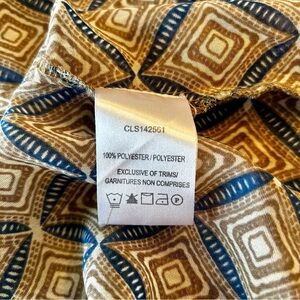 CLS142561
100% POLYESTER / POLYESTER
EXCLUSIVE OF TRIMS/
GARNITURES NON COMPRISES